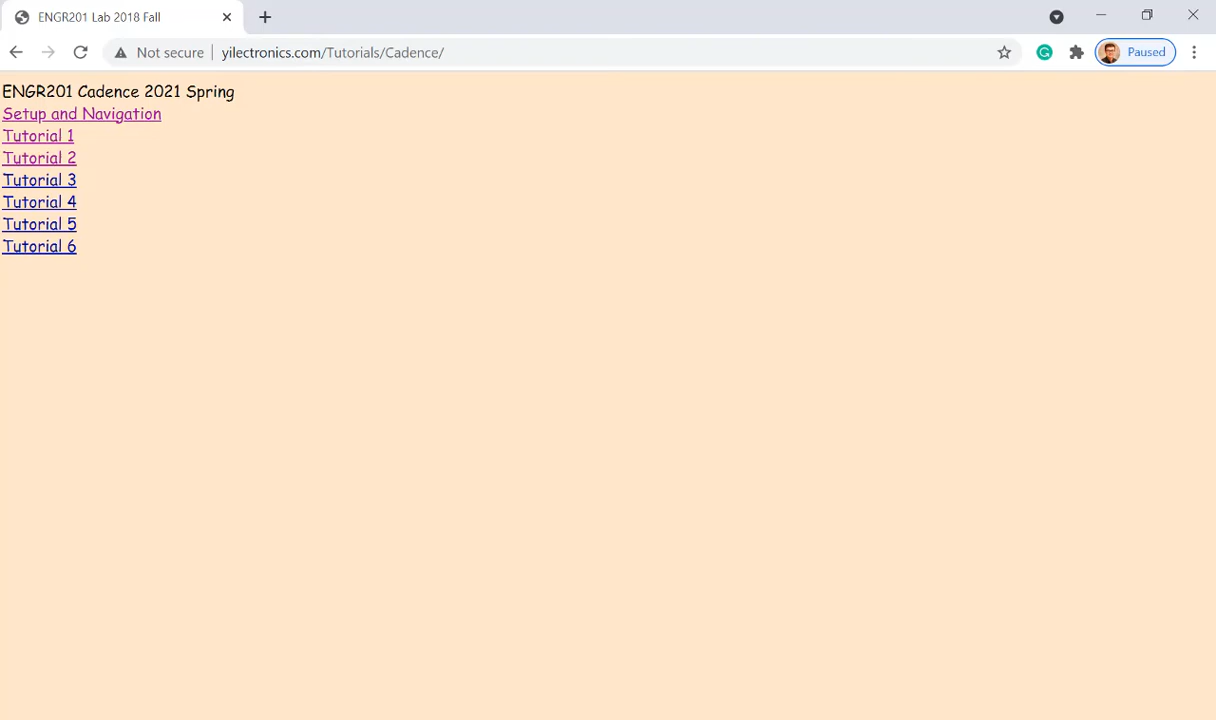 ENGR201 Lab 2018 Fall
Not secure
yilectronics.com/Tutorials/Cadence/
Paused
ENGR201 Cadence 2021 Spring
Setup and Navigation
Tutorial 1
Tutorial 2
Tutorial 3
Tutorial 4
Tutorial 5
Tutorial 6